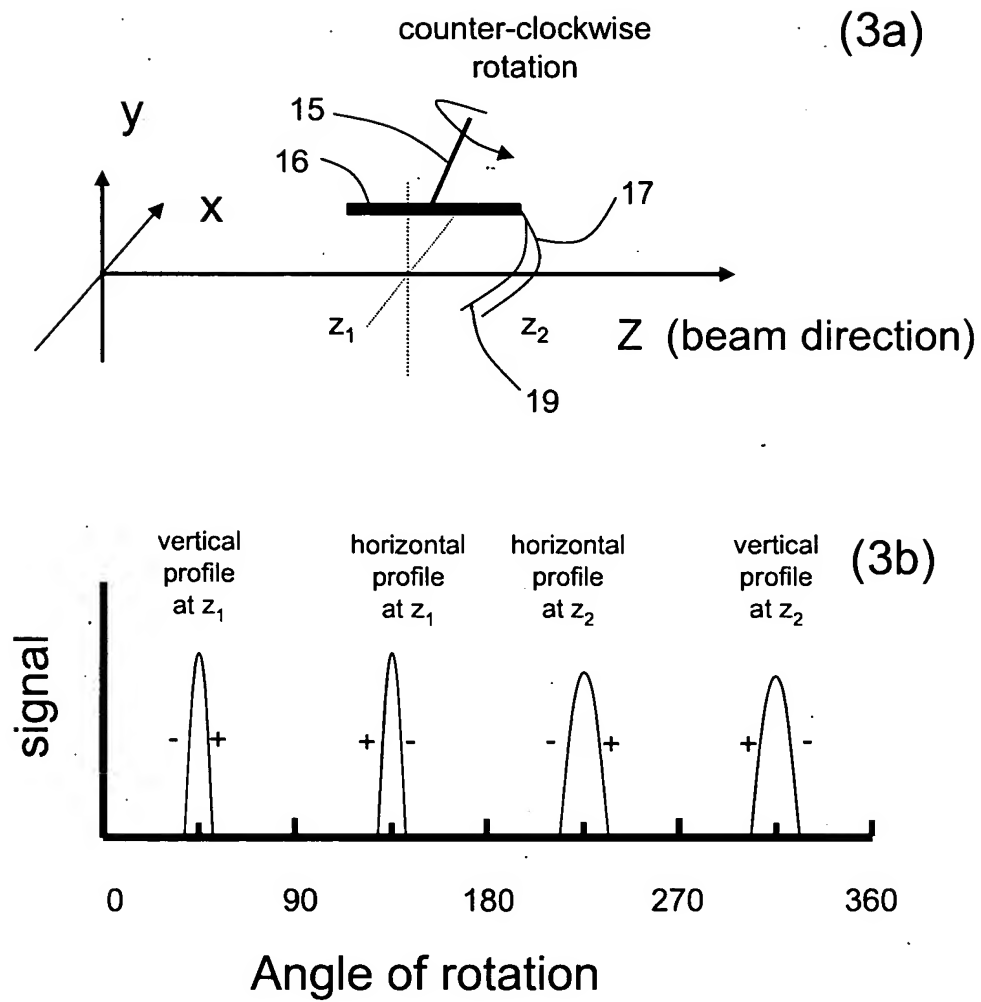 (3a)
counter-clockwise
rotation
15
y
16
x
17
z₁
z₂
Z (beam direction)
19
(3b)
vertical
profile
at z₁
horizontal
profile
at z₁
horizontal
profile
at z₂
vertical
profile
at z₂
signal
- +
+ -
- +
+ -
0 90 180 270 360
Angle of rotation